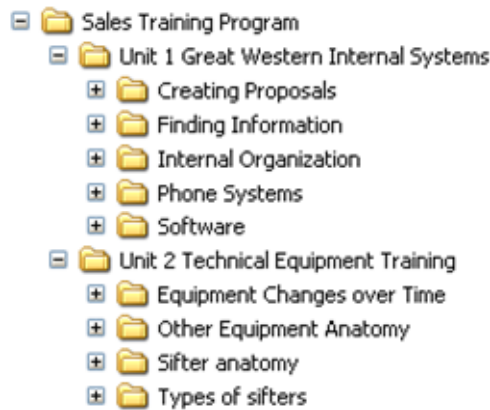 Sales Training Program
Unit 1 Great Western Internal Systems
Creating Proposals
Finding Information
Internal Organization
Phone Systems
Software
Unit 2 Technical Equipment Training
Equipment Changes over Time
Other Equipment Anatomy
Sifter anatomy
Types of sifters